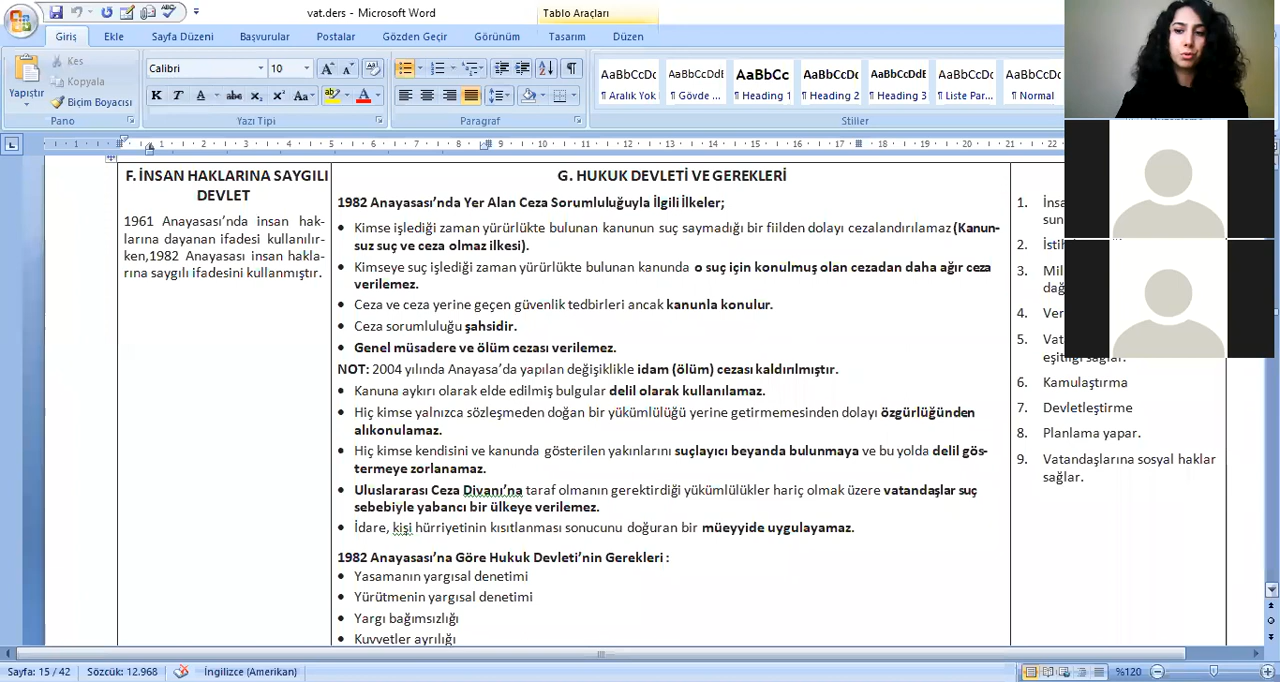 vat.ders - Microsoft Word
Tablo Araçları
Giriş Ekle Sayfa Düzeni Başvurular Postalar Gözden Geçir Görünüm Tasarım Düzen
Yapıştır
Kes
Kopyala
Biçim Boyacısı
Calibri 10
AaBbCcDc AaBbCcDdE AaBbCc AaBbCcDc AaBbCcDdE AaBbCcDc AaBbCcDc
¶ Aralık Yok ¶ Gövde ... ¶ Heading 1 ¶ Heading 2 ¶ Heading 3 ¶ Liste Par... ¶ Normal
Pano Yazı Tipi Paragraf Stiller
F. İNSAN HAKLARINA SAYGILI
DEVLET
1961 Anayasası’nda insan hak-
larına dayanan ifadesi kullanılır-
ken,1982 Anayasası insan hakla-
rına saygılı ifadesini kullanmıştır.
G. HUKUK DEVLETİ VE GEREKLERİ
1982 Anayasası’nda Yer Alan Ceza Sorumluluğuyla İlgili İlkeler;
• Kimse işlediği zaman yürürlükte bulunan kanunun suç saymadığı bir fiilden dolayı cezalandırılamaz (Kanun-
suz suç ve ceza olmaz ilkesi).
• Kimseye suç işlediği zaman yürürlükte bulunan kanunda o suç için konulmuş olan cezadan daha ağır ceza
verilemez.
• Ceza ve ceza yerine geçen güvenlik tedbirleri ancak kanunla konulur.
• Ceza sorumluluğu şahsidir.
• Genel müsadere ve ölüm cezası verilemez.
NOT: 2004 yılında Anayasa’da yapılan değişiklikle idam (ölüm) cezası kaldırılmıştır.
• Kanuna aykırı olarak elde edilmiş bulgular delil olarak kullanılamaz.
• Hiç kimse yalnızca sözleşmeden doğan bir yükümlülüğü yerine getirmemesinden dolayı özgürlüğünden
alıkonulamaz.
• Hiç kimse kendisini ve kanunda gösterilen yakınlarını suçlayıcı beyanda bulunmaya ve bu yolda delil gös-
termeye zorlanamaz.
• Uluslararası Ceza Divanı’na taraf olmanın gerektirdiği yükümlülükler hariç olmak üzere vatandaşlar suç
sebebiyle yabancı bir ülkeye verilemez.
• İdare, kişi hürriyetinin kısıtlanması sonucunu doğuran bir müeyyide uygulayamaz.
1982 Anayasası’na Göre Hukuk Devleti’nin Gerekleri :
• Yasamanın yargısal denetimi
• Yürütmenin yargısal denetimi
• Yargı bağımsızlığı
• Kuvvetler ayrılığı
1.
2.
3.
4.
5.
eşitliği sağlar.
6. Kamulaştırma
7. Devletleştirme
8. Planlama yapar.
9. Vatandaşlarına sosyal haklar
sağlar.
Sayfa: 15 / 42 Sözcük: 12.968 İngilizce (Amerikan) %120